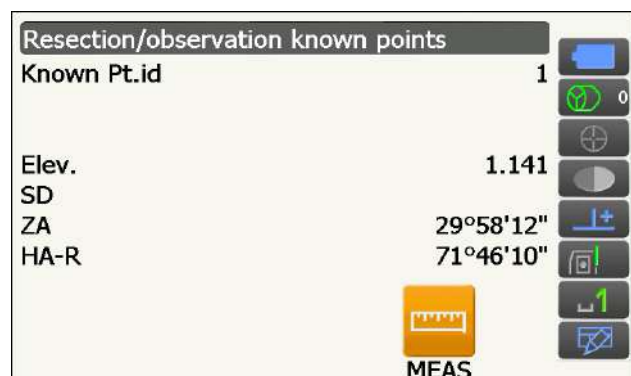 Resection/observation known points
Known Pt.id 1
0
Elev. 1.141
SD
ZA 29°58'12"
HA-R 71°46'10"
1
MEAS